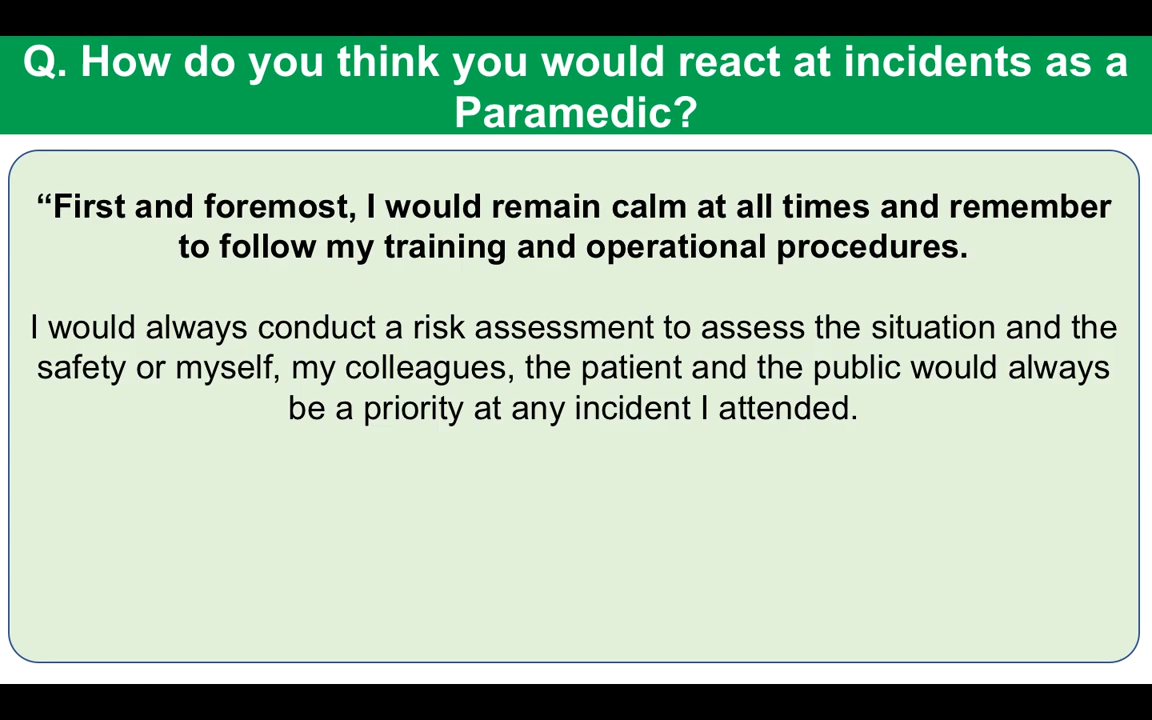 Q. How do you think you would react at incidents as a
Paramedic?
“First and foremost, I would remain calm at all times and remember
to follow my training and operational procedures.
I would always conduct a risk assessment to assess the situation and the
safety or myself, my colleagues, the patient and the public would always
be a priority at any incident I attended.